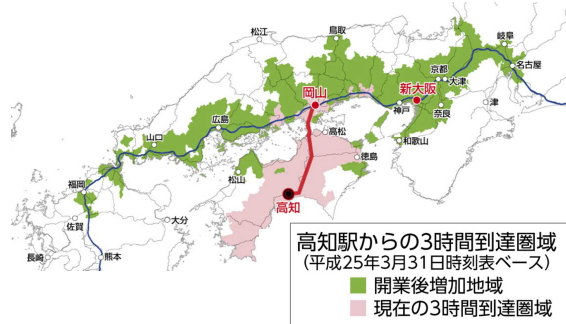 松江
鳥取
岐阜
名古屋
京都
大津
岡山
新大阪
神戸
奈良
津
広島
山口
高松
和歌山
徳島
松山
福岡
高知
佐賀
大分
長崎
熊本
高知駅からの3時間到達圏域
(平成25年3月31日時刻表ベース)
開業後増加地域
現在の3時間到達圏域